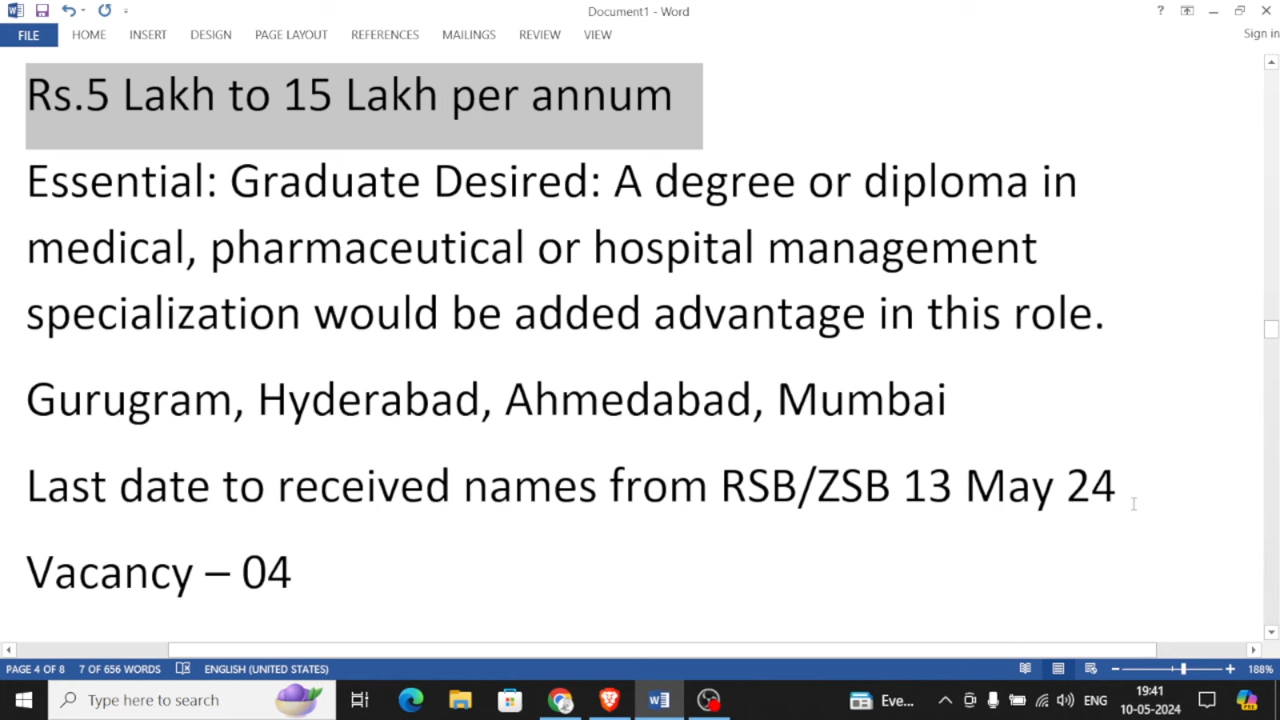 Document1 - Word
? 
Sign in
FILE HOME INSERT DESIGN PAGE LAYOUT REFERENCES MAILINGS REVIEW VIEW
Rs.5 Lakh to 15 Lakh per annum
Essential: Graduate Desired: A degree or diploma in
medical, pharmaceutical or hospital management
specialization would be added advantage in this role.
Gurugram, Hyderabad, Ahmedabad, Mumbai
Last date to received names from RSB/ZSB 13 May 24
Vacancy – 04
PAGE 4 OF 8 7 OF 656 WORDS ENGLISH (UNITED STATES) 188%
Type here to search Eve... ENG 19:41
10-05-2024